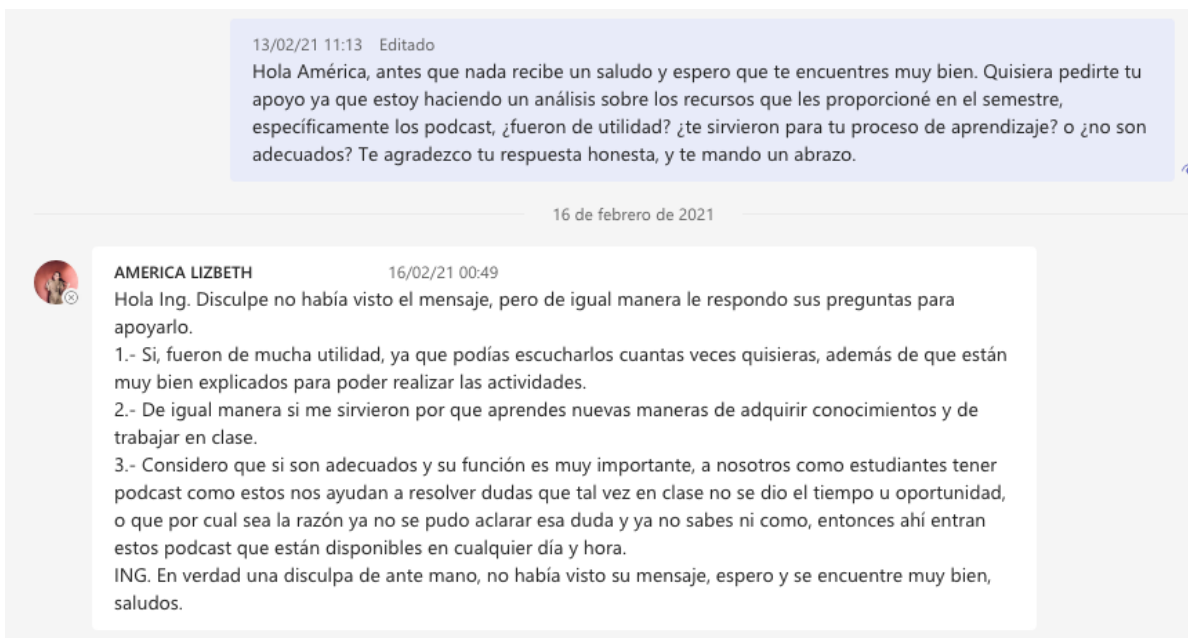 13/02/21 11:13 Editado
Hola América, antes que nada recibe un saludo y espero que te encuentres muy bien. Quisiera pedirte tu
apoyo ya que estoy haciendo un análisis sobre los recursos que les proporcioné en el semestre,
específicamente los podcast, ¿fueron de utilidad? ¿te sirvieron para tu proceso de aprendizaje? o ¿no son
adecuados? Te agradezco tu respuesta honesta, y te mando un abrazo.
16 de febrero de 2021
AMERICA LIZBETH 16/02/21 00:49
Hola Ing. Disculpe no había visto el mensaje, pero de igual manera le respondo sus preguntas para
apoyarlo.
1.- Si, fueron de mucha utilidad, ya que podías escucharlos cuantas veces quisieras, además de que están
muy bien explicados para poder realizar las actividades.
2.- De igual manera si me sirvieron por que aprendes nuevas maneras de adquirir conocimientos y de
trabajar en clase.
3.- Considero que si son adecuados y su función es muy importante, a nosotros como estudiantes tener
podcast como estos nos ayudan a resolver dudas que tal vez en clase no se dio el tiempo u oportunidad,
o que por cual sea la razón ya no se pudo aclarar esa duda y ya no sabes ni como, entonces ahí entran
estos podcast que están disponibles en cualquier día y hora.
ING. En verdad una disculpa de ante mano, no había visto su mensaje, espero y se encuentre muy bien,
saludos.